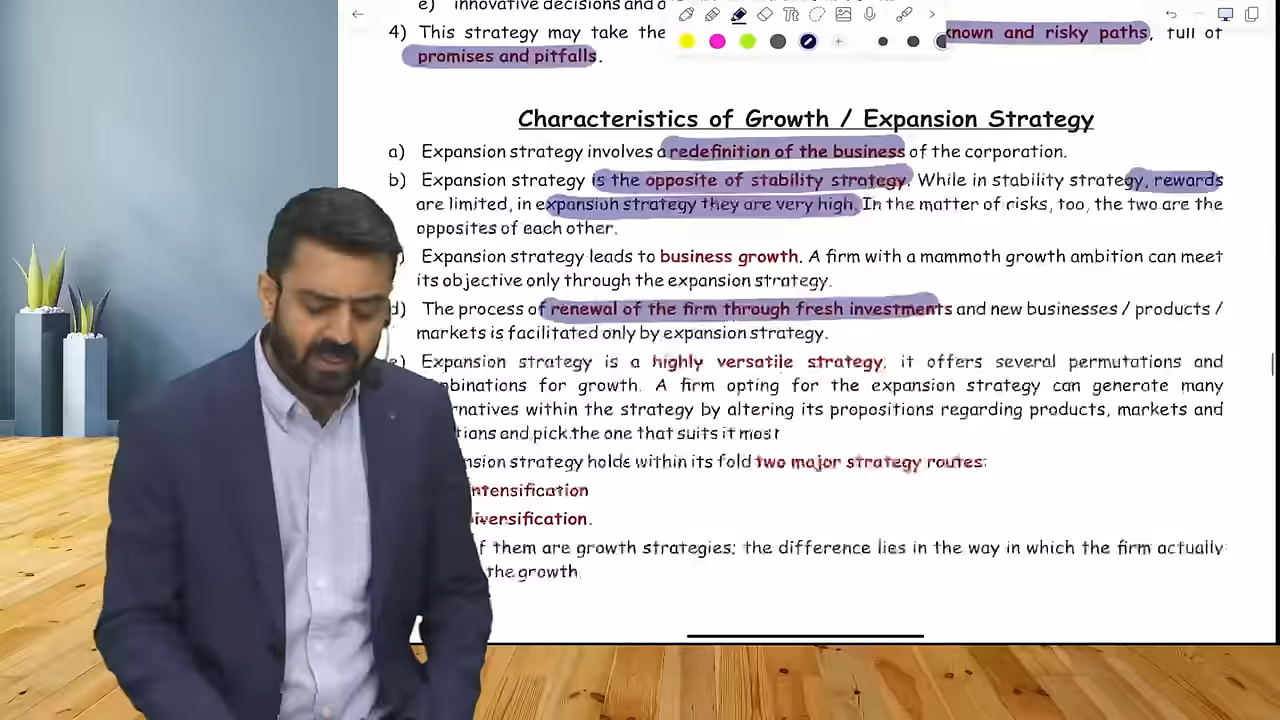 e) innovative decisions and a
4) This strategy may take the known and risky paths, full of
promises and pitfalls.
Characteristics of Growth / Expansion Strategy
a) Expansion strategy involves a redefinition of the business of the corporation.
b) Expansion strategy is the opposite of stability strategy. While in stability strategy, rewards
are limited, in expansion strategy they are very high. In the matter of risks, too, the two are the
opposites of each other.
) Expansion strategy leads to business growth. A firm with a mammoth growth ambition can meet
its objective only through the expansion strategy.
d) The process of renewal of the firm through fresh investments and new businesses / products /
markets is facilitated only by expansion strategy.
Expansion strategy is a highly versatile strategy, it offers several permutations and
mbinations for growth. A firm opting for the expansion strategy can generate many
rnatives within the strategy by altering its propositions regarding products, markets and
tions and pick the one that suits it most
nsion strategy holds within its fold two major strategy routes:
intensification
iversification.
f them are growth strategies; the difference lies in the way in which the firm actually
the growth.